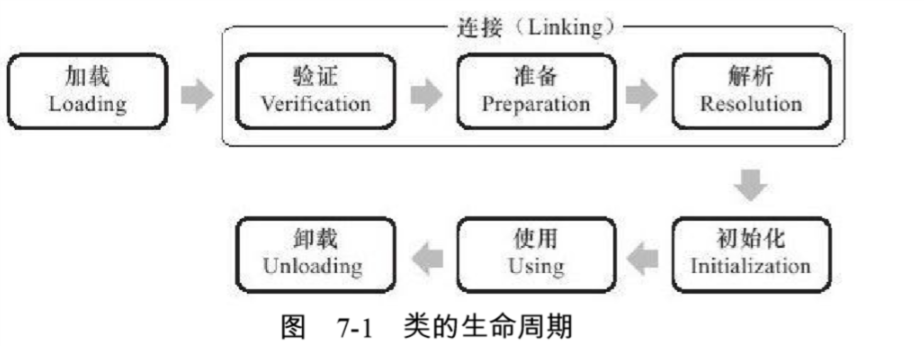 连接（Linking）
加载
Loading
验证
Verification
准备
Preparation
解析
Resolution
初始化
Initialization
使用
Using
卸载
Unloading
图 7-1 类的生命周期